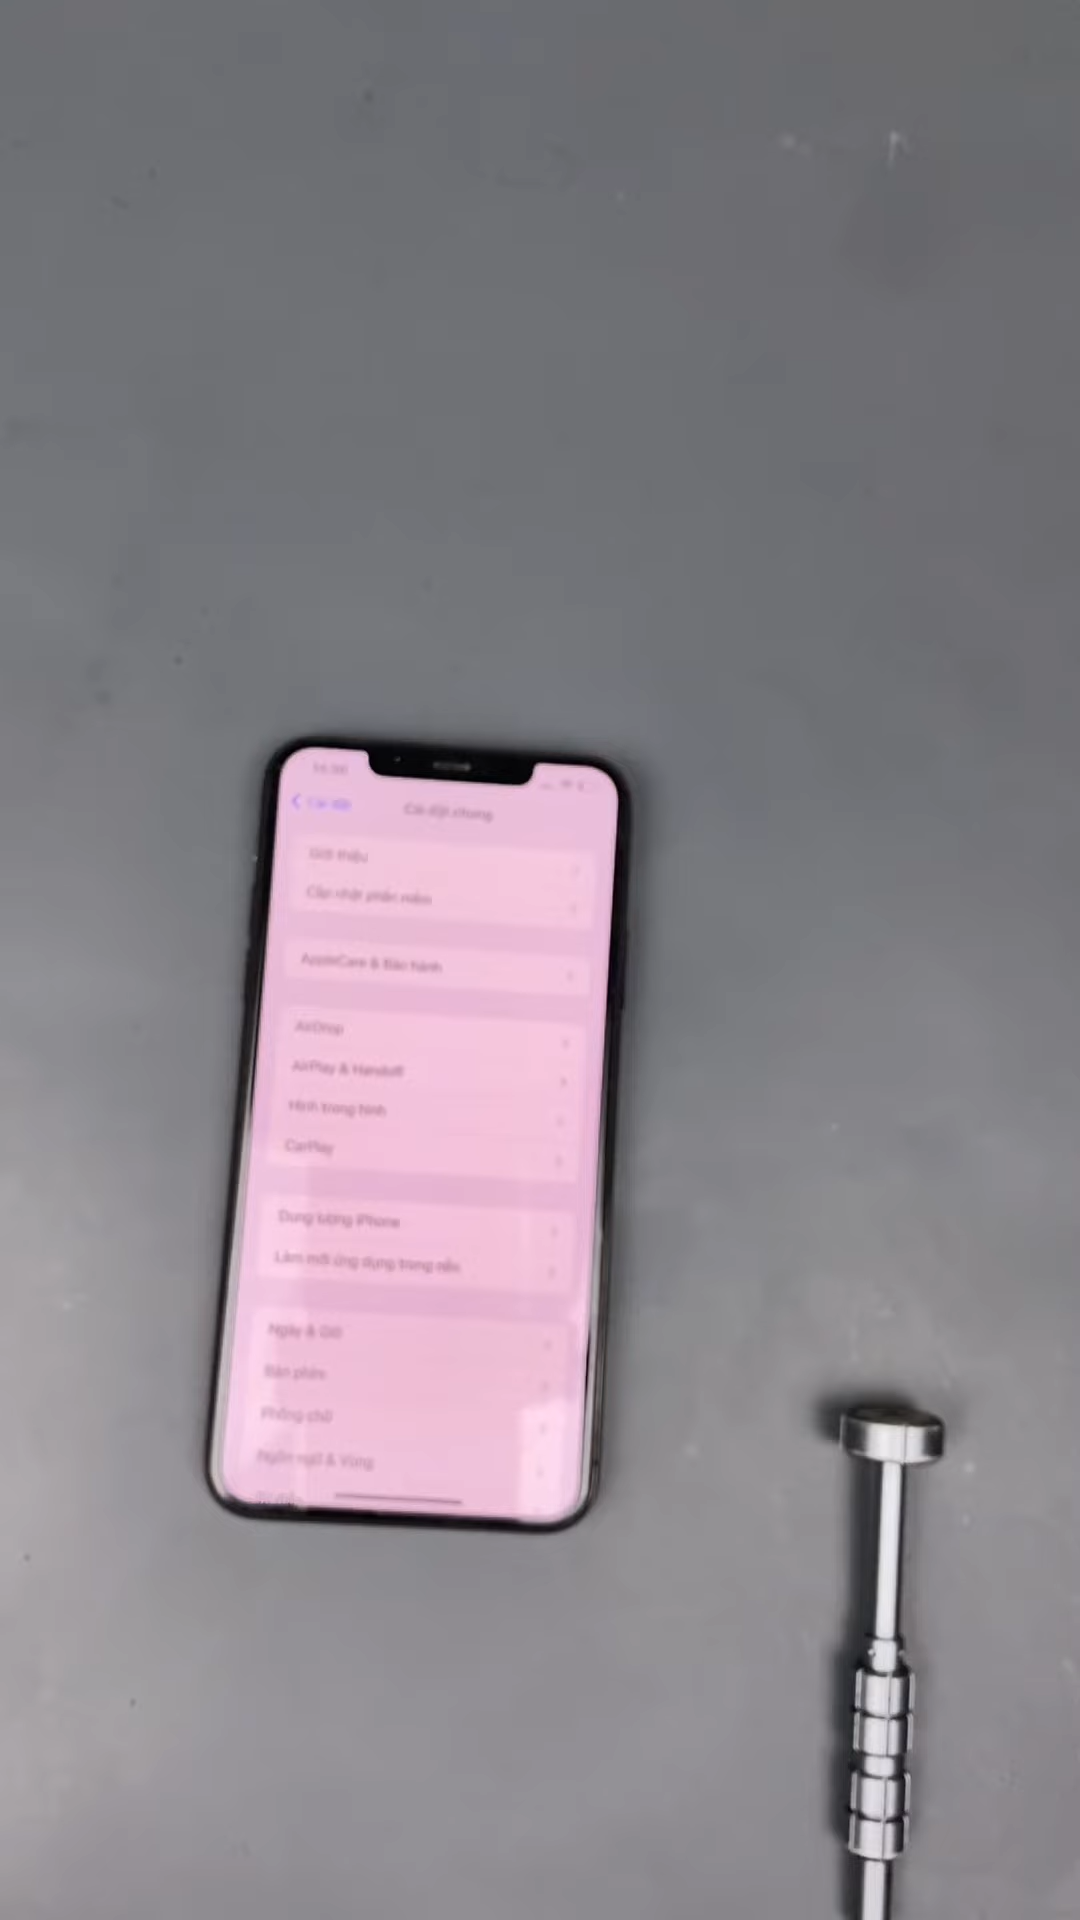 Cài đặt chung
Giới thiệu
Cập nhật phần mềm
AppleCare & Bảo hành
AirDrop
AirPlay & Handoff
Hình trong hình
CarPlay
Dung lượng iPhone
Làm mới ứng dụng trong nền
Ngày & Giờ
Bàn phím
Phông chữ
Ngôn ngữ & Vùng